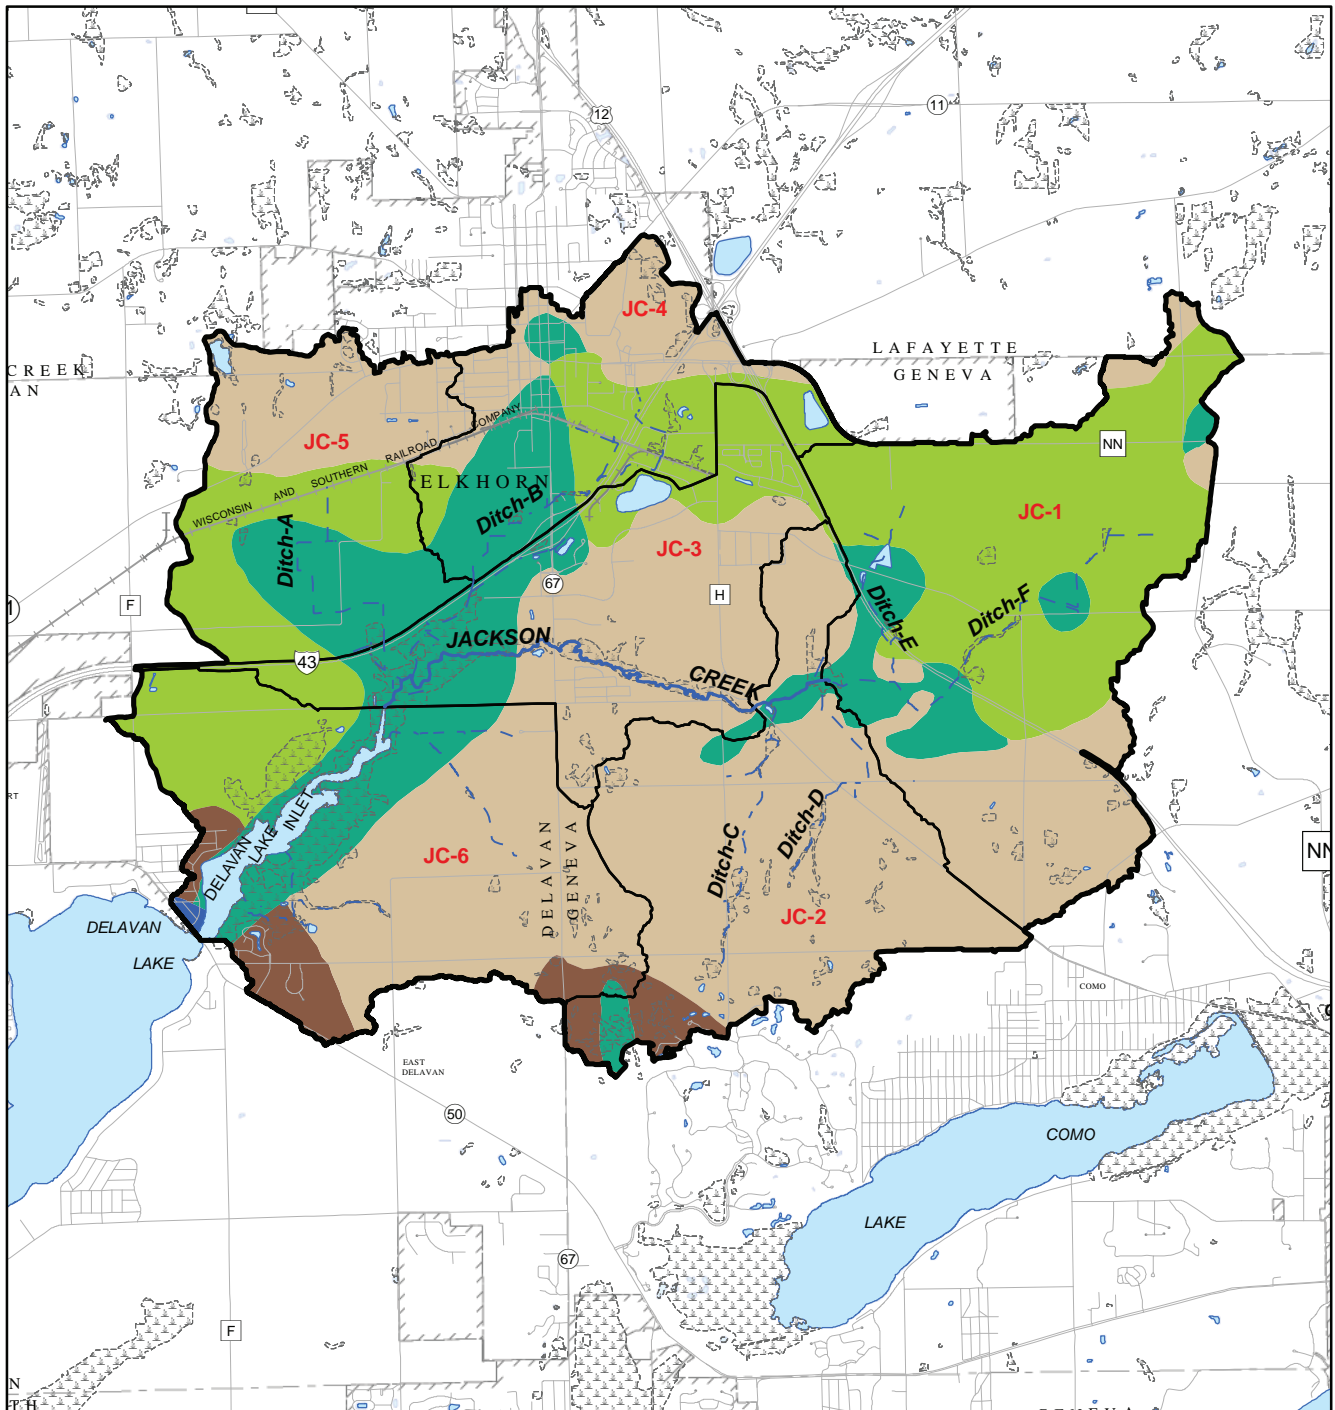 12
11
JC-4
LAFAYETTE
GENEVA
CREEK
AN
NN
JC-5
WISCONSIN AND SOUTHERN RAILROAD COMPANY
ELKHORN
Ditch-B
Ditch-A
JC-3
JC-1
67
H
F
Ditch-E
Ditch-F
JACKSON
CREEK
43
RT
DELAVAN
LAKE
INLET
JC-6
DELAVAN
GENEVA
Ditch-C
Ditch-D
NN
JC-2
DELAVAN
LAKE
COMO
EAST
DELAVAN
50
COMO
LAKE
67
F
N
TH